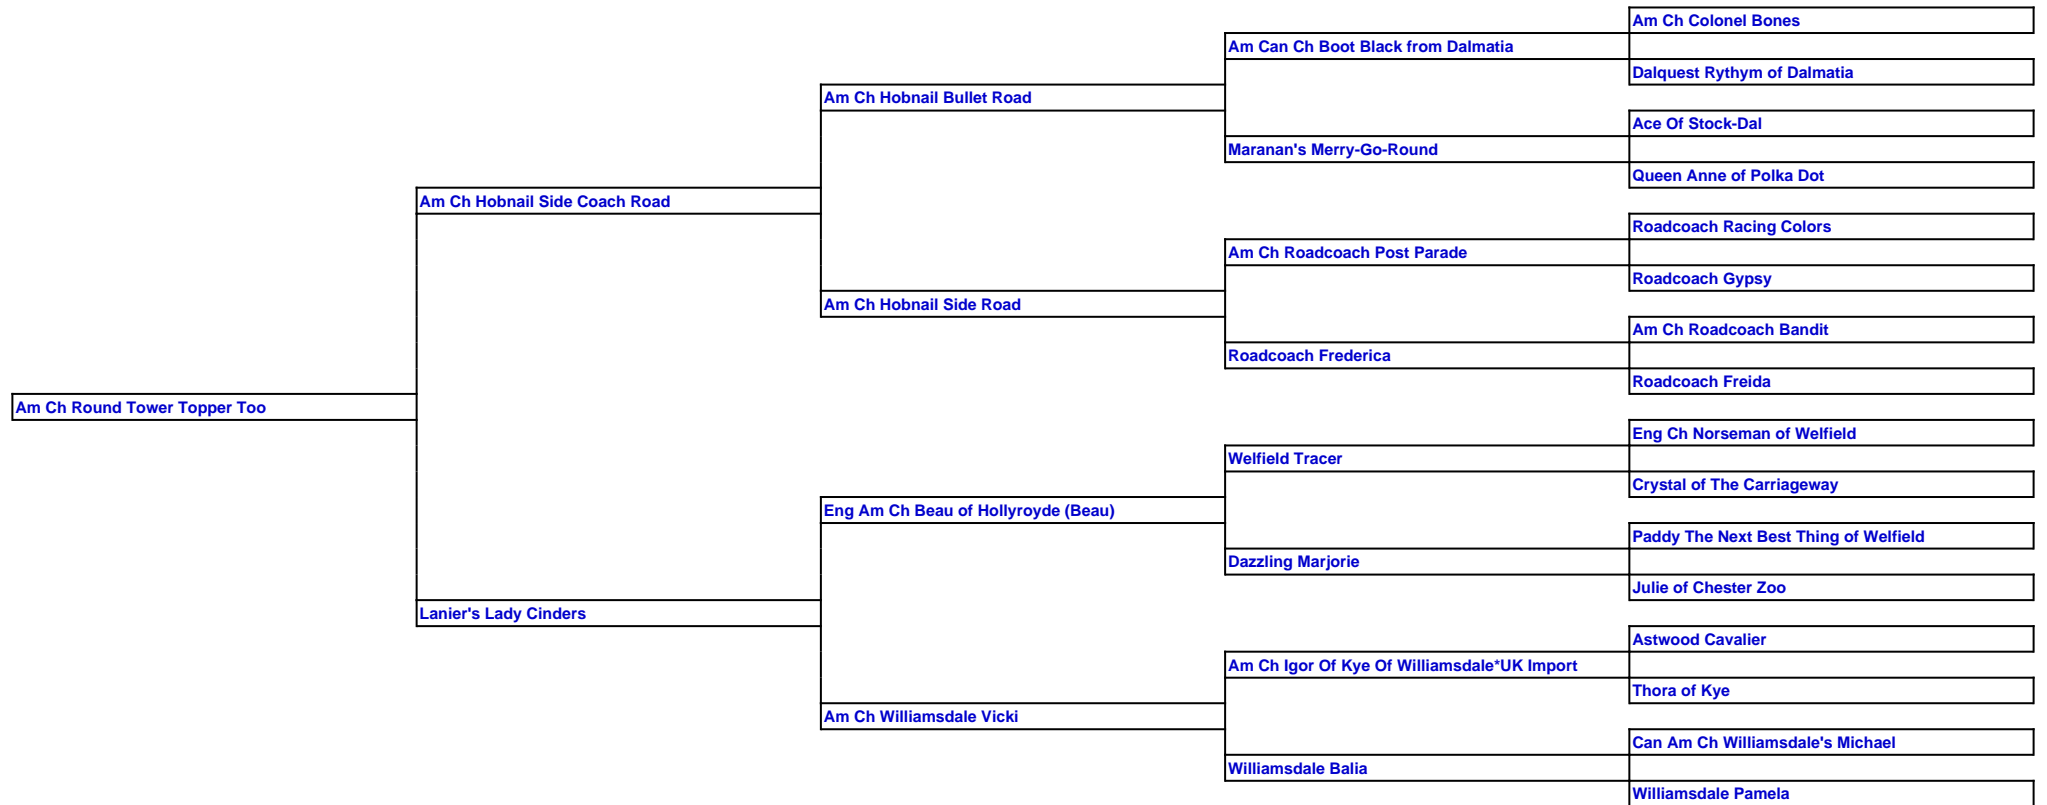 Am Ch Colonel Bones
Am Can Ch Boot Black from Dalmatia
Dalquest Rythym of Dalmatia
Am Ch Hobnail Bullet Road
Ace Of Stock-Dal
Maranan's Merry-Go-Round
Queen Anne of Polka Dot
Am Ch Hobnail Side Coach Road
Roadcoach Racing Colors
Am Ch Roadcoach Post Parade
Roadcoach Gypsy
Am Ch Hobnail Side Road
Am Ch Roadcoach Bandit
Roadcoach Frederica
Roadcoach Freida
Am Ch Round Tower Topper Too
Eng Ch Norseman of Welfield
Welfield Tracer
Crystal of The Carriageway
Eng Am Ch Beau of Hollyroyde (Beau)
Paddy The Next Best Thing of Welfield
Dazzling Marjorie
Julie of Chester Zoo
Lanier's Lady Cinders
Astwood Cavalier
Am Ch Igor Of Kye Of Williamsdale*UK Import
Thora of Kye
Am Ch Williamsdale Vicki
Can Am Ch Williamsdale's Michael
Williamsdale Balia
Williamsdale Pamela